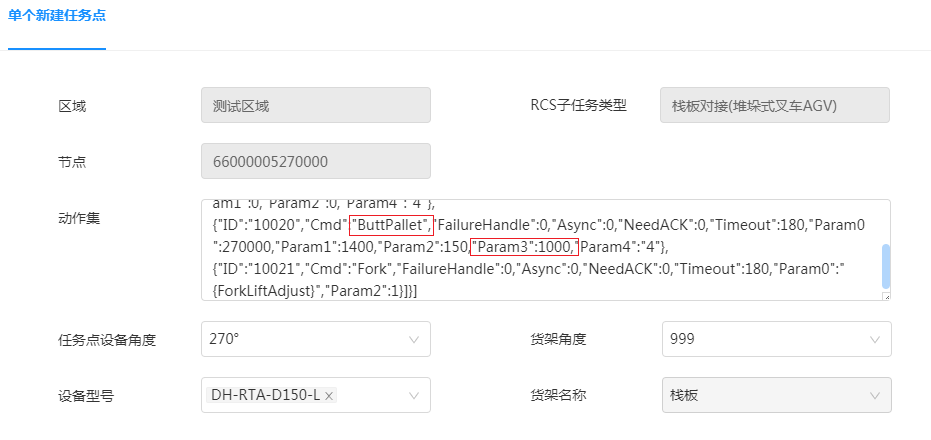 单个新建任务点
区域 测试区域 RCS子任务类型 栈板对接(堆垛式叉车AGV)
节点 66000005270000
动作集
am1":0,"Param2":0,"Param4":"4"},
{"ID":"10020","Cmd":"ButtPallet","FailureHandle":0,"Async":0,"NeedACK":0,"Timeout":180,"Param0
":270000,"Param1":1400,"Param2":150,"Param3":1000,"Param4":"4"},
{"ID":"10021","Cmd":"Fork","FailureHandle":0,"Async":0,"NeedACK":0,"Timeout":180,"Param0":"
{ForkLiftAdjust}","Param2":1}]}]
任务点设备角度 270° 货架角度 999
设备型号 DH-RTA-D150-L × 货架名称 栈板